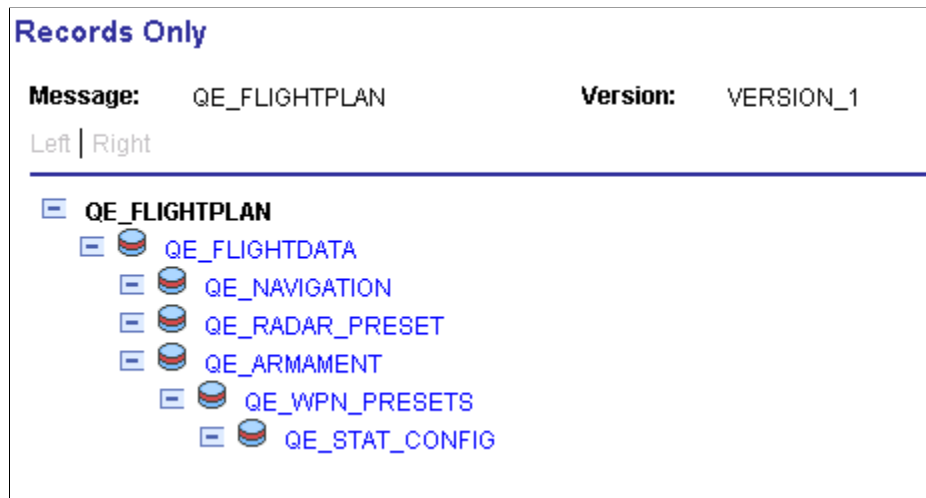 Records Only
Message: QE_FLIGHTPLAN Version: VERSION_1
Left | Right
QE_FLIGHTPLAN
QE_FLIGHTDATA
QE_NAVIGATION
QE_RADAR_PRESET
QE_ARMAMENT
QE_WPN_PRESETS
QE_STAT_CONFIG